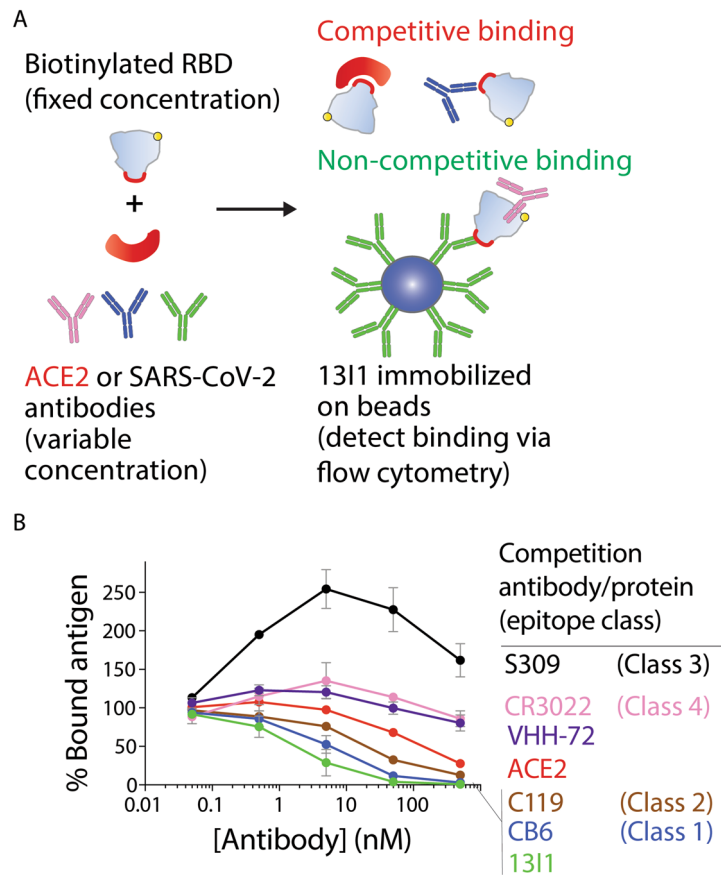 A
Biotinylated RBD
(fixed concentration)
+
ACE2 or SARS-CoV-2
antibodies
(variable
concentration)
Competitive binding
Non-competitive binding
13I1 immobilized
on beads
(detect binding via
flow cytometry)
B
% Bound antigen
250
200
150
100
50
0
0.01 0.1 1 10 100
[Antibody] (nM)
Competition
antibody/protein
(epitope class)
S309 (Class 3)
CR3022 (Class 4)
VHH-72
ACE2
C119 (Class 2)
CB6 (Class 1)
13I1